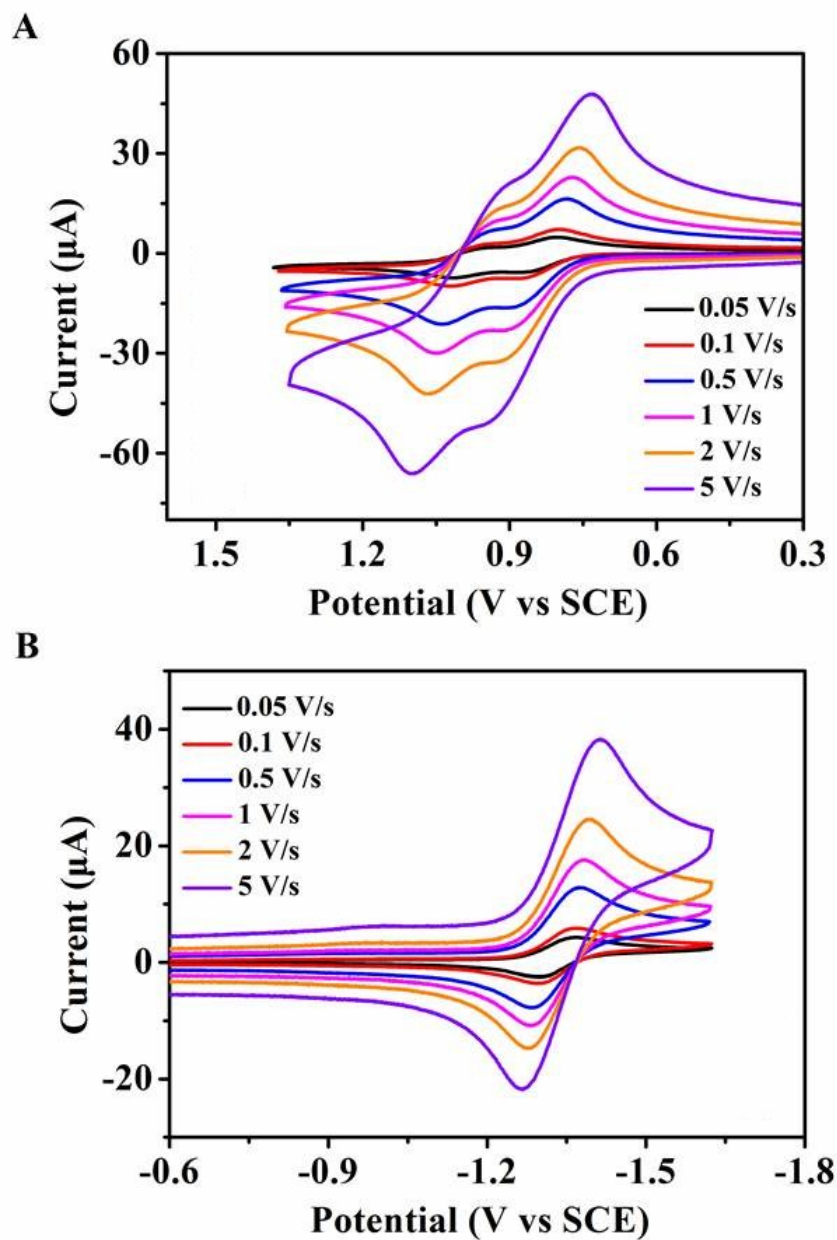 A
60
30
0
-30
-60
Current (μA)
0.05 V/s
0.1 V/s
0.5 V/s
1 V/s
2 V/s
5 V/s
1.5 1.2 0.9 0.6 0.3
Potential (V vs SCE)
B
40
20
0
-20
Current (μA)
0.05 V/s
0.1 V/s
0.5 V/s
1 V/s
2 V/s
5 V/s
-0.6 -0.9 -1.2 -1.5 -1.8
Potential (V vs SCE)